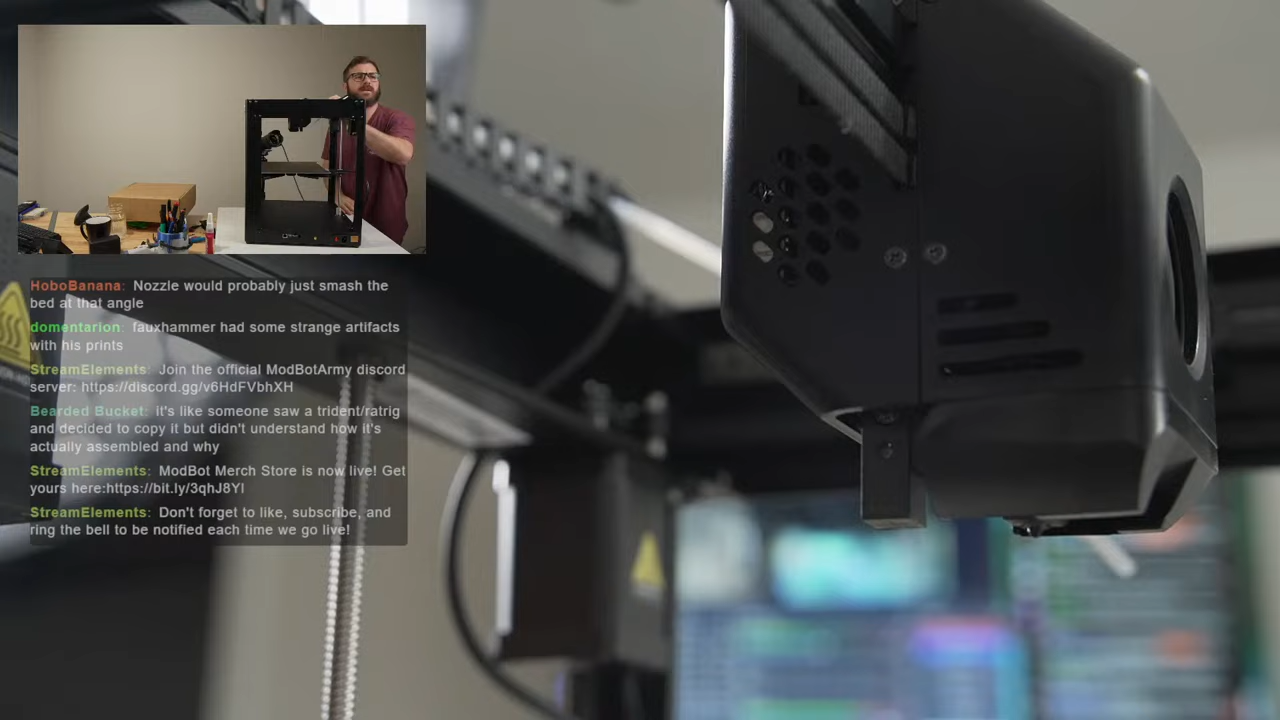 HoboBanana: Nozzle would probably just smash the
bed at that angle
domentarion: fauxhammer had some strange artifacts
with his prints
StreamElements: Join the official ModBotArmy discord
server: https://discord.gg/v6HdFVbhXH
Bearded Bucket: it's like someone saw a trident/ratrig
and decided to copy it but didn't understand how it's
actually assembled and why
StreamElements: ModBot Merch Store is now live! Get
yours here:https://bit.ly/3qhJ8Yl
StreamElements: Don't forget to like, subscribe, and
ring the bell to be notified each time we go live!